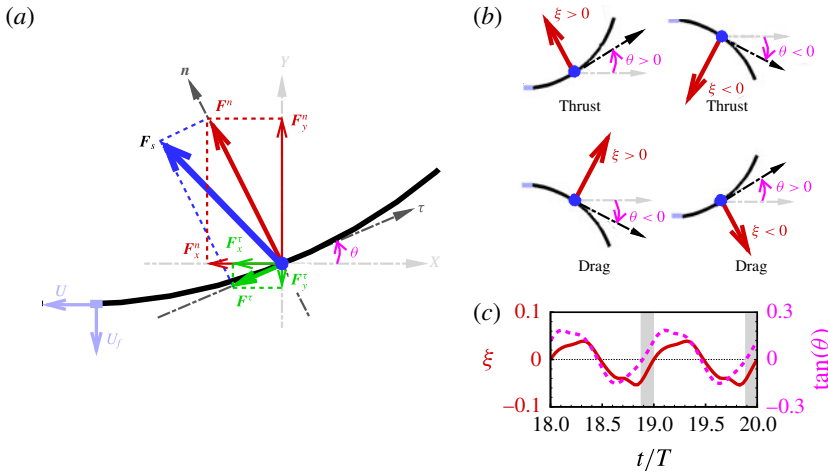 (a)
n
Y
F^n
F_y^n
F_s
τ
F_x^n
F_x^τ
θ
X
F^τ
F_y^τ
U
U_f
(b)
ξ > 0
θ > 0
Thrust
θ < 0
ξ < 0
Thrust
ξ > 0
θ < 0
Drag
θ > 0
ξ < 0
Drag
(c)
0.1
0.3
ξ
0
0
tan(θ)
−0.1
−0.3
18.0 18.5 19.0 19.5 20.0
t/T